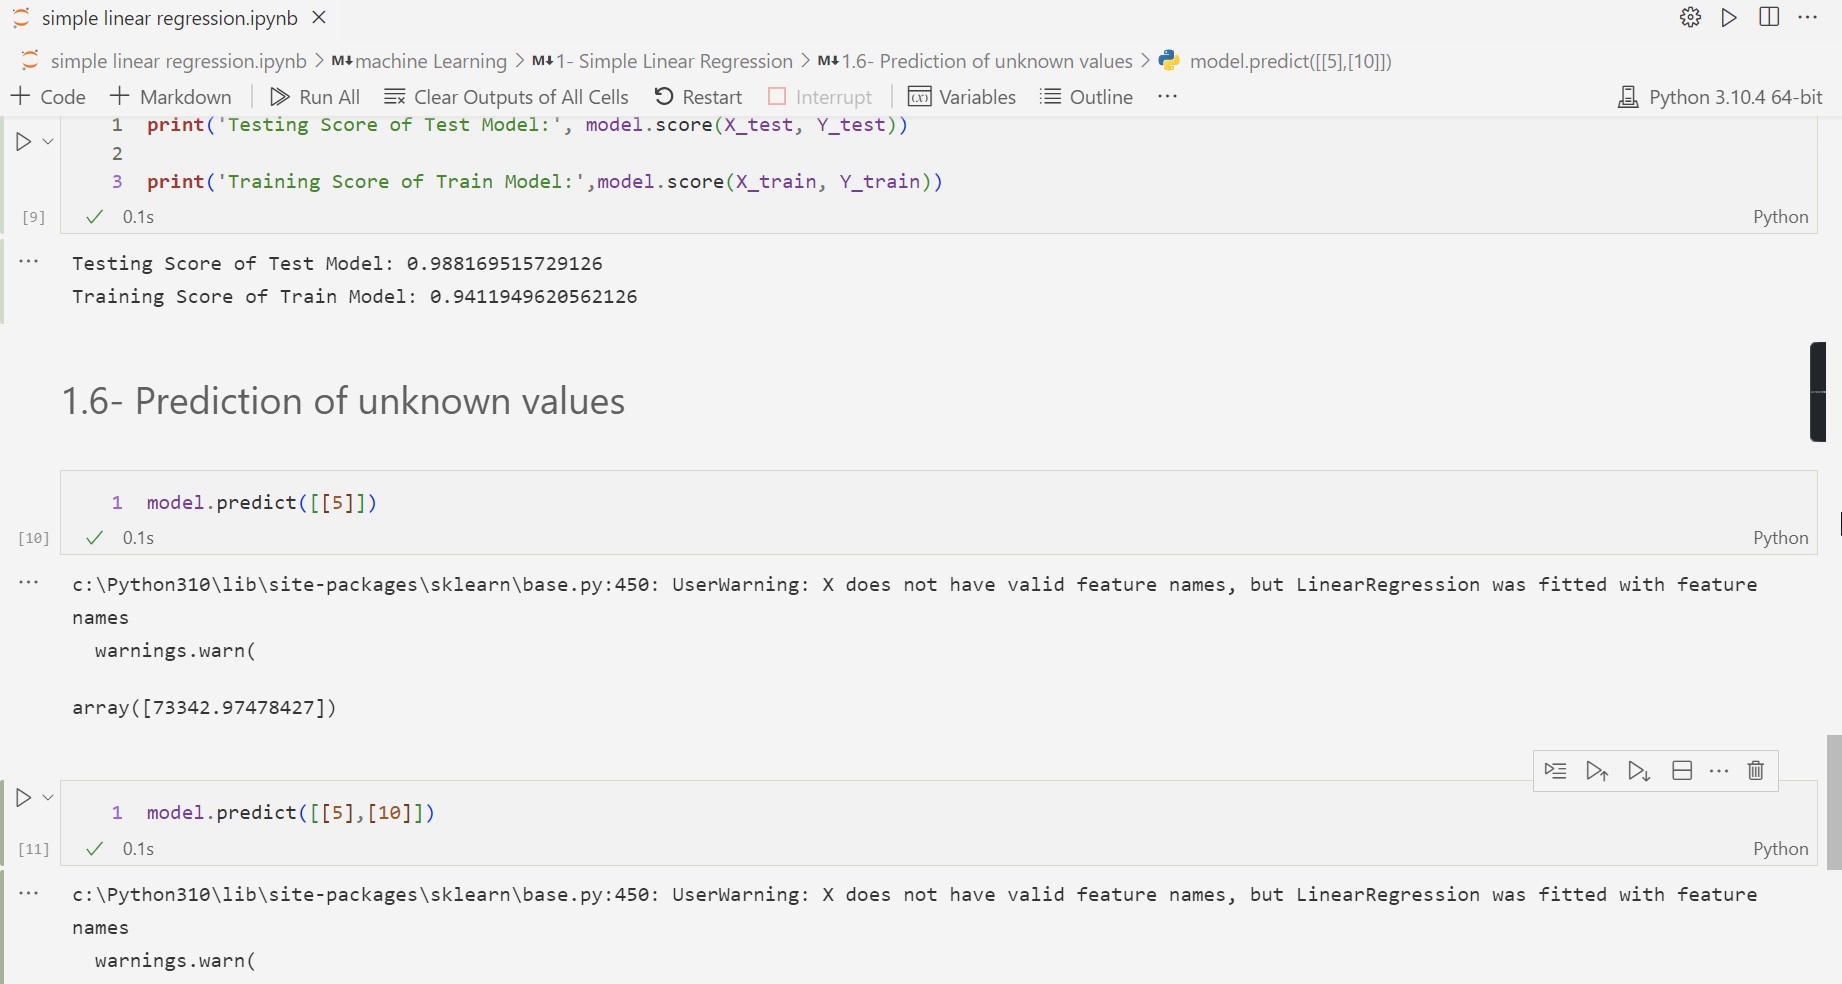 simple linear regression.ipynb
simple linear regression.ipynb > M↓ machine Learning > M↓ 1- Simple Linear Regression > M↓ 1.6- Prediction of unknown values > model.predict([[5],[10]])
+ Code + Markdown | Run All Clear Outputs of All Cells Restart Interrupt | (x) Variables Outline ... Python 3.10.4 64-bit
1 print('Testing Score of Test Model:', model.score(X_test, Y_test))
2
3 print('Training Score of Train Model:',model.score(X_train, Y_train))
[9] ✓ 0.1s Python
... Testing Score of Test Model: 0.988169515729126
Training Score of Train Model: 0.9411949620562126
1.6- Prediction of unknown values
1 model.predict([[5]])
[10] ✓ 0.1s Python
... c:\Python310\lib\site-packages\sklearn\base.py:450: UserWarning: X does not have valid feature names, but LinearRegression was fitted with feature
names
warnings.warn(
array([73342.97478427])
1 model.predict([[5],[10]])
[11] ✓ 0.1s Python
... c:\Python310\lib\site-packages\sklearn\base.py:450: UserWarning: X does not have valid feature names, but LinearRegression was fitted with feature
names
warnings.warn(